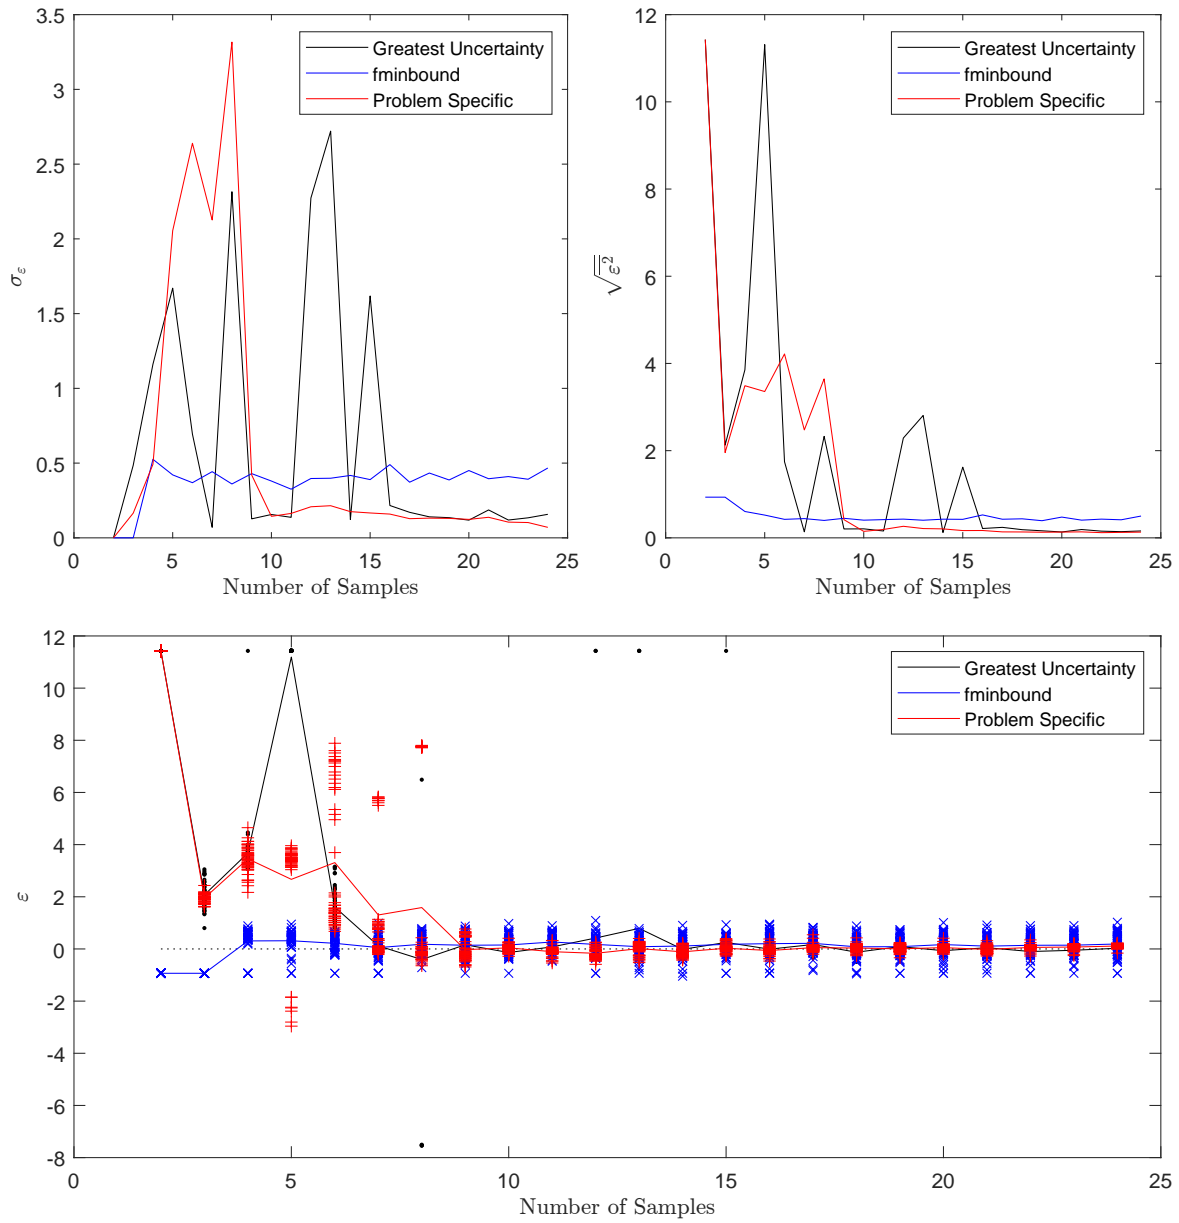 3.5
3
2.5
2
1.5
1
0.5
0
0
5
10
15
20
25
σ_ε
Number of Samples
Greatest Uncertainty
fminbound
Problem Specific
12
10
8
6
4
2
0
0
5
10
15
20
25
√ε²
Number of Samples
Greatest Uncertainty
fminbound
Problem Specific
12
10
8
6
4
2
0
-2
-4
-6
-8
0
5
10
15
20
25
ε
Number of Samples
Greatest Uncertainty
fminbound
Problem Specific